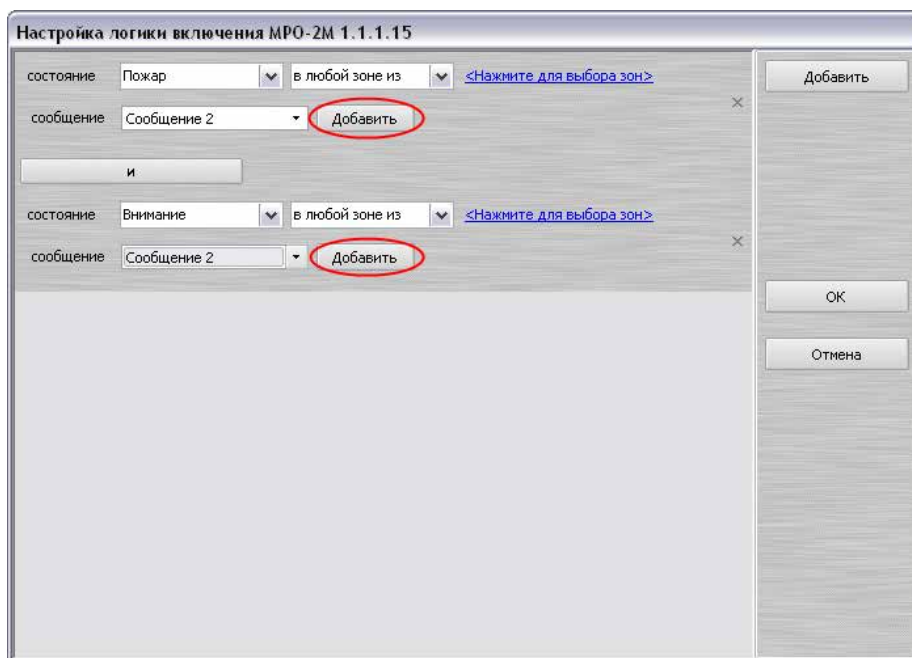 Настройка логики включения МРО-2М 1.1.1.15
состояние Пожар в любой зоне из <Нажмите для выбора зон> Добавить
сообщение Сообщение 2 Добавить
и
состояние Внимание в любой зоне из <Нажмите для выбора зон>
сообщение Сообщение 2 Добавить
ОК
Отмена